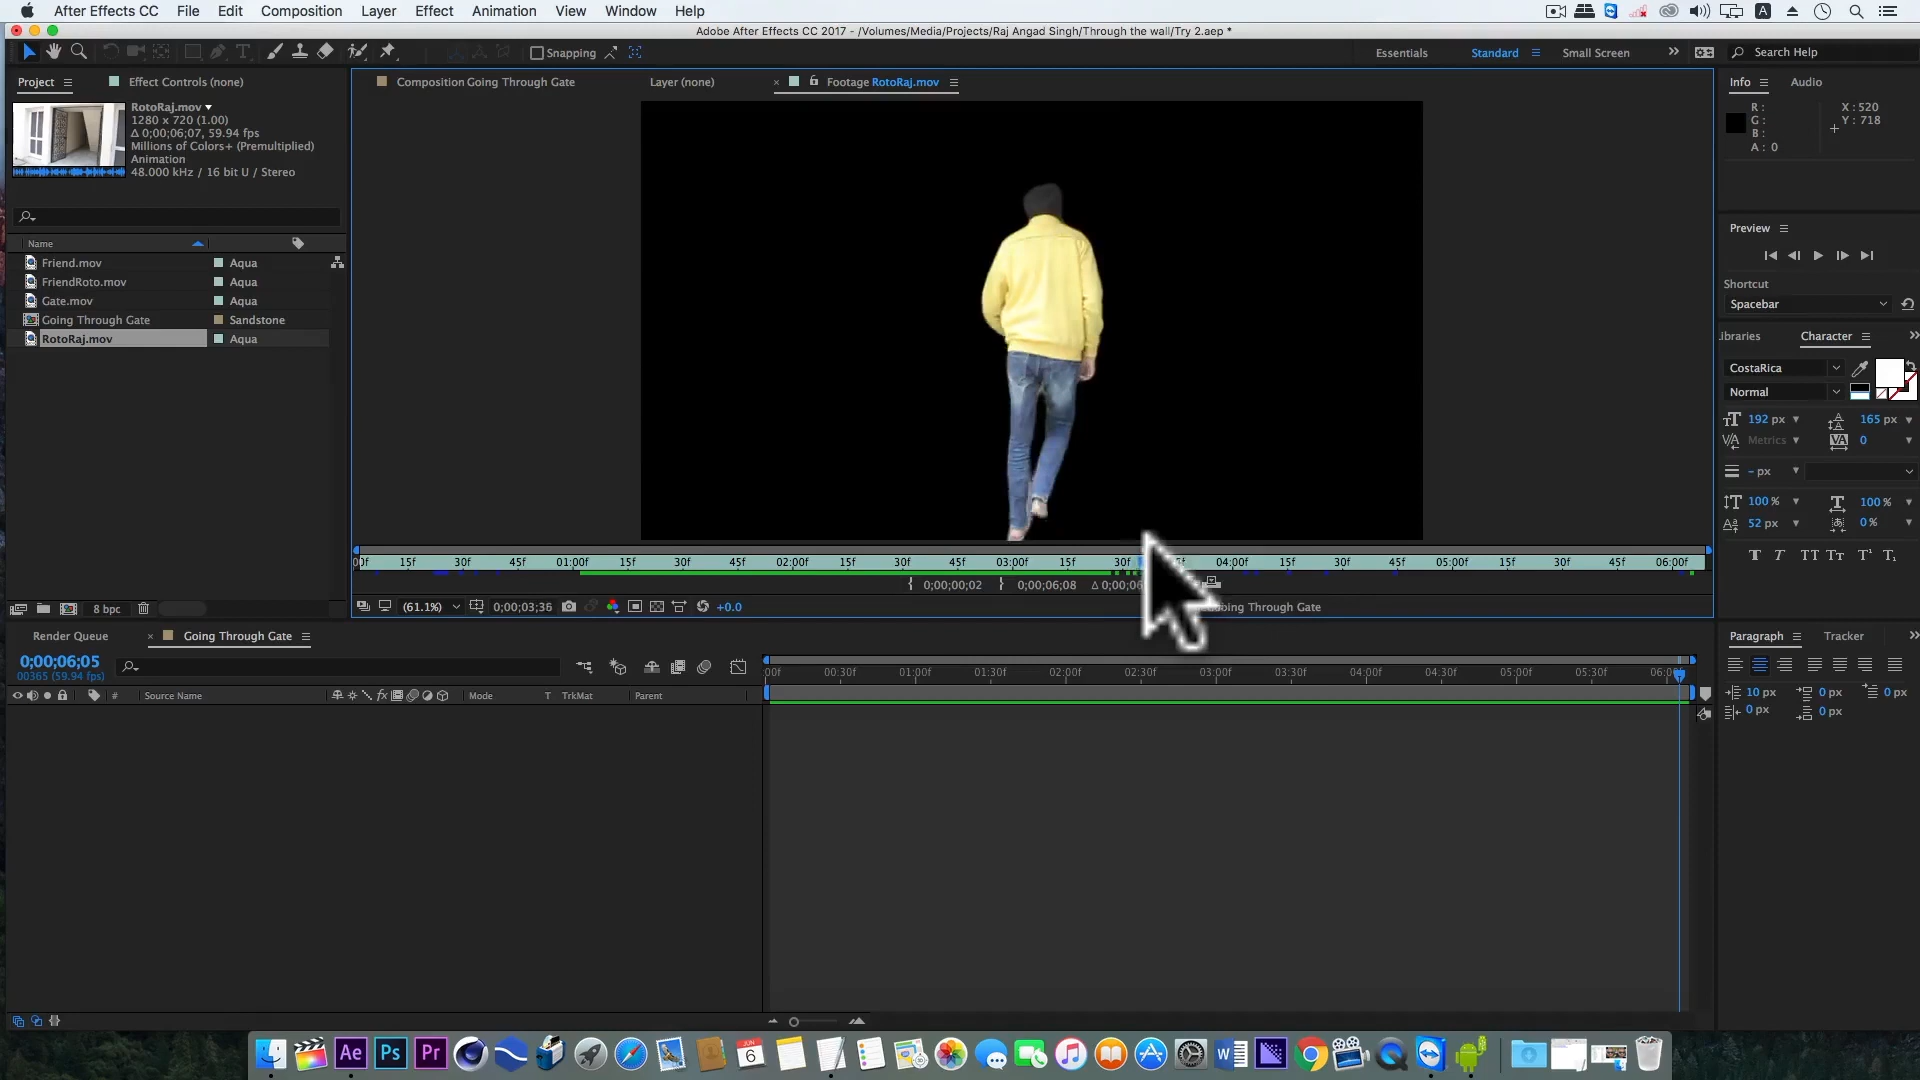 After Effects CC File Edit Composition Layer Effect Animation View Window Help
Adobe After Effects CC 2017 - /Volumes/Media/Projects/Raj Angad Singh/Through the wall/Try 2.aep *
Snapping Essentials Standard Small Screen Search Help
Project Effect Controls (none)
RotoRaj.mov
1280 x 720 (1.00)
Δ 0;00;06;07, 59.94 fps
Millions of Colors+ (Premultiplied)
Animation
48.000 kHz / 16 bit U / Stereo
Name
Friend.mov Aqua
FriendRoto.mov Aqua
Gate.mov Aqua
Going Through Gate Sandstone
RotoRaj.mov Aqua
8 bpc
Composition Going Through Gate Layer (none) Footage RotoRaj.mov
15f 30f 45f 01:00f 15f 30f 45f 02:00f 15f 30f 45f 03:00f 15f 30f 04:00f 15f 30f 45f 05:00f 15f 30f 45f 06:00f
0;00;00;02 0;00;06;08
(61.1%) 0;00;03;36 +0.0 Going Through Gate
Info Audio
R: X: 520
G: Y: 718
B:
A: 0
Preview
Shortcut
Spacebar
ibraries Character
CostaRica
Normal
192 px 165 px
Metrics 0
- px
100 % 100 %
52 px 0 %
T T TT Tt T¹ T₁
Render Queue Going Through Gate
0;00;06;05
00365 (59.94 fps)
# Source Name Mode T TrkMat Parent
00:30f 01:00f 01:30f 02:00f 02:30f 03:00f 03:30f 04:00f 04:30f 05:00f 05:30f
Paragraph Tracker
10 px 0 px 0 px
0 px 0 px
Ae Ps Pr
JUN
6
W